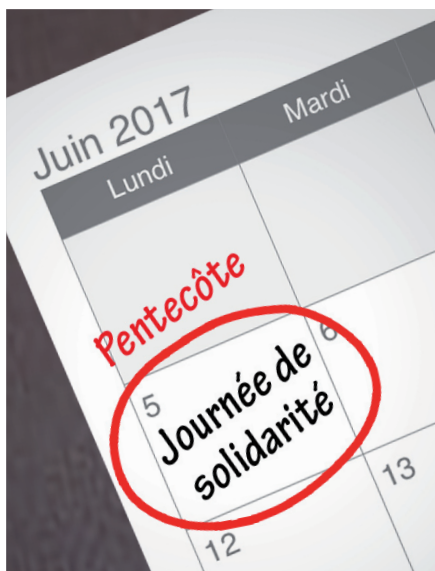 Juin 2017
Lundi Mardi
Pentecôte
5 Journée de 6
solidarité
12 13